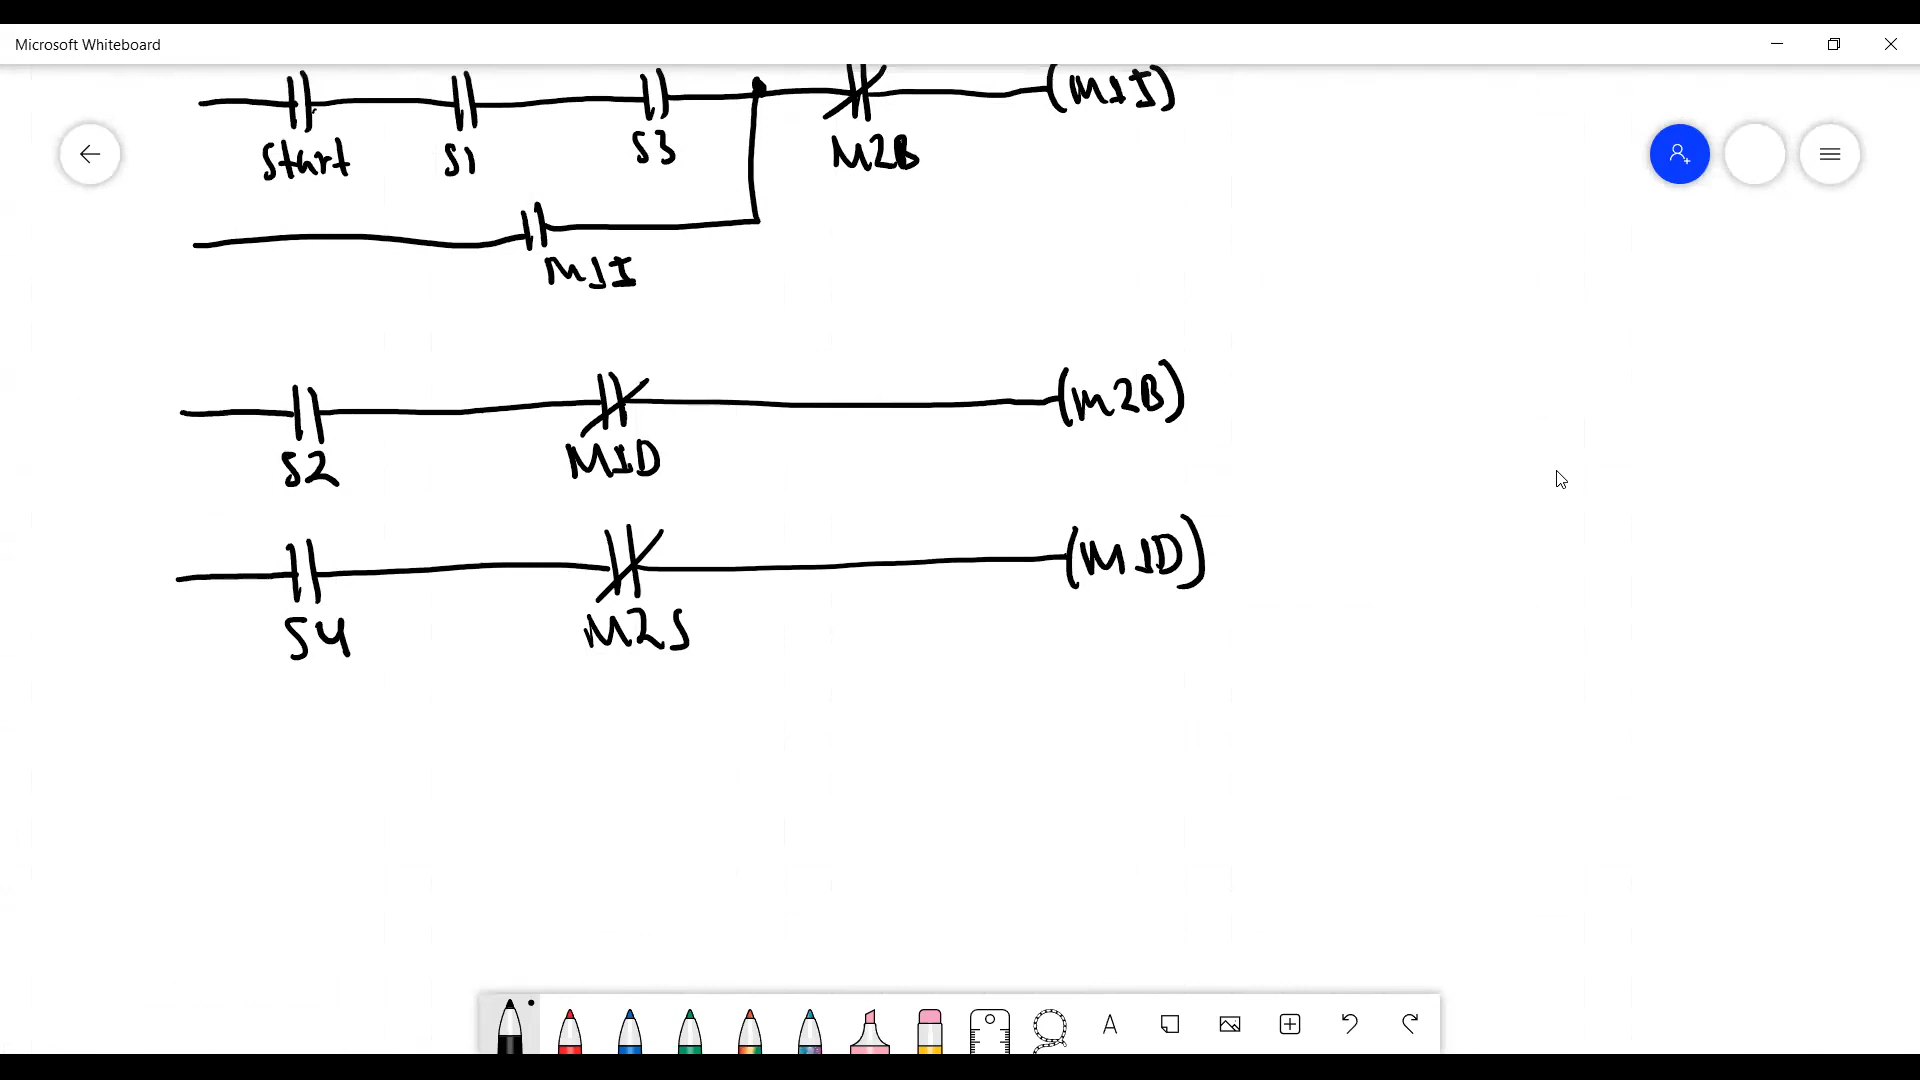 Microsoft Whiteboard
(M1I)
Start S1 S3 M2B
M1I
(M2B)
S2 M1D
(M1D)
S4 M2S
A